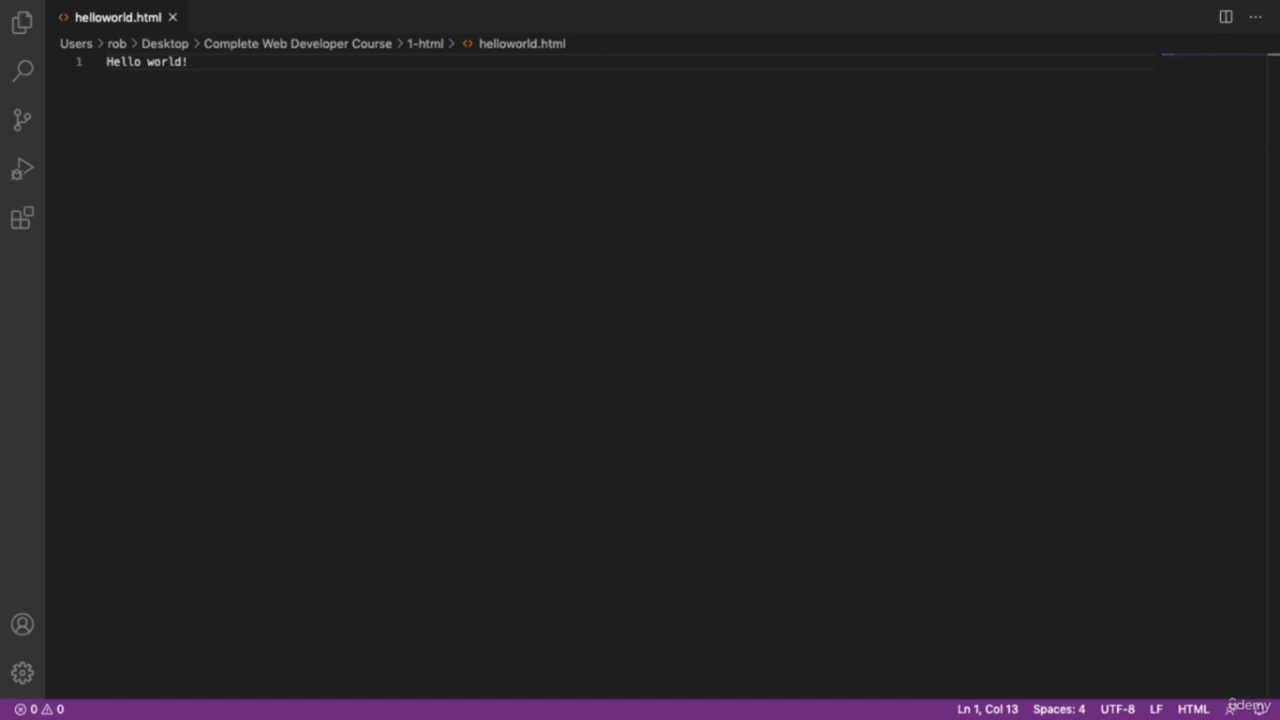 helloworld.html
Users > rob > Desktop > Complete Web Developer Course > 1-html > helloworld.html
1 Hello world!
0 0 Ln 1, Col 13 Spaces: 4 UTF-8 LF HTML
udemy